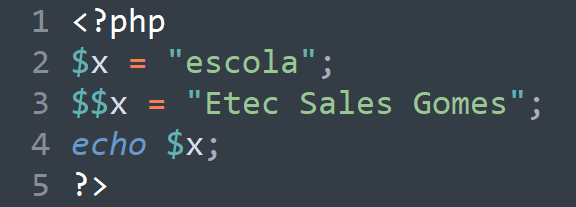 1 <?php
2 $x = "escola";
3 $$x = "Etec Sales Gomes";
4 echo $x;
5 ?>